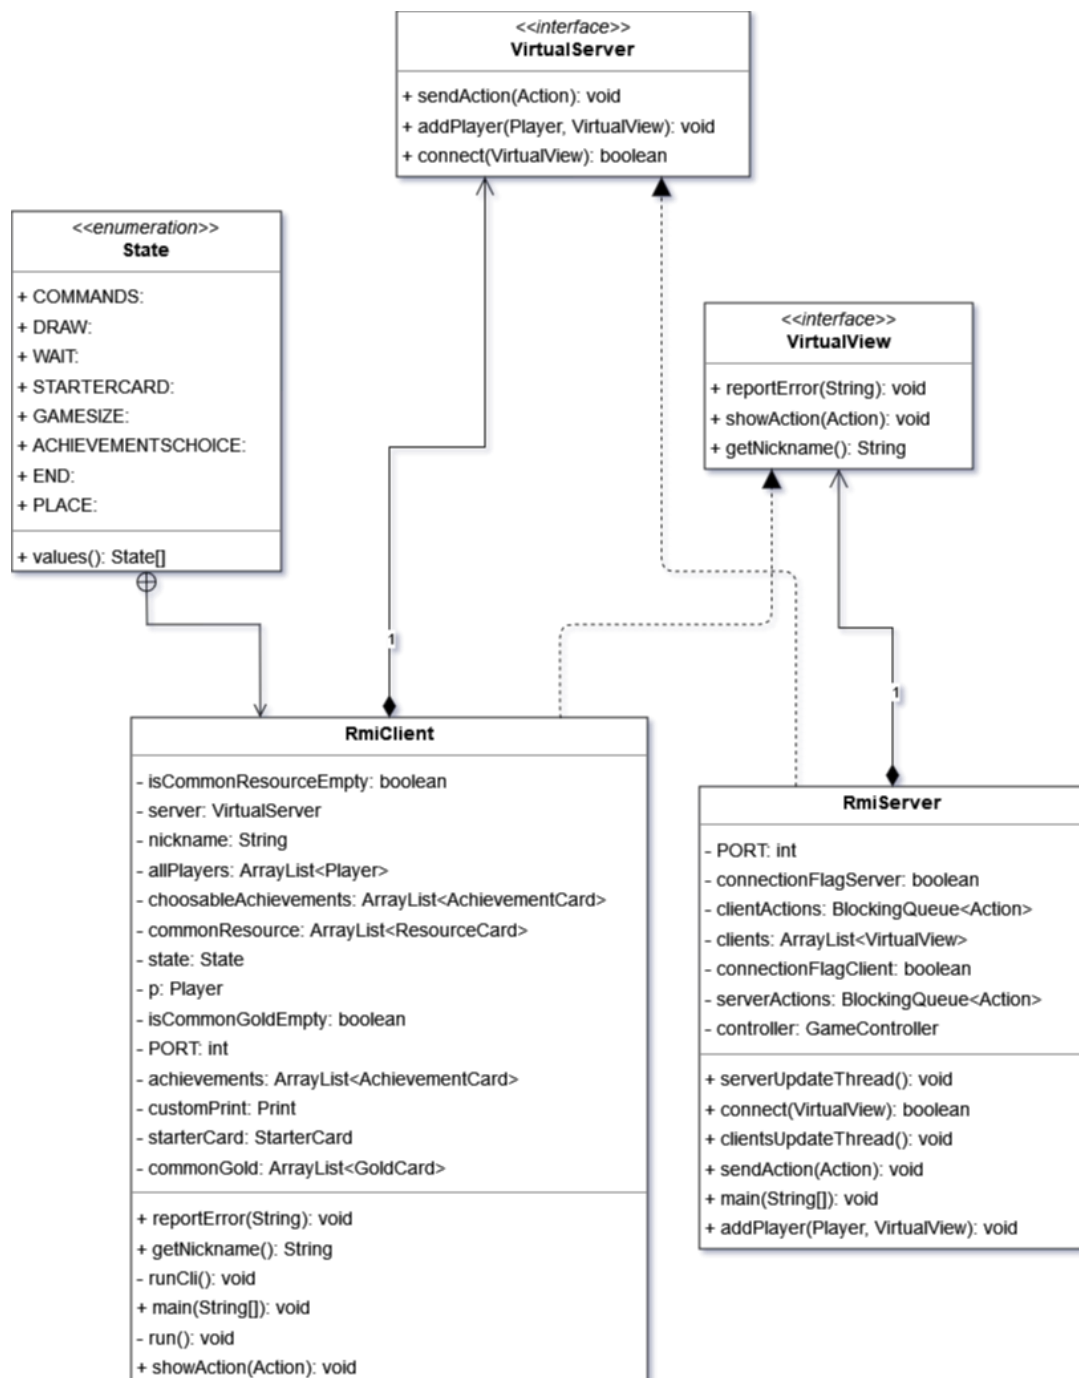 <<interface>>
VirtualServer
+ sendAction(Action): void
+ addPlayer(Player, VirtualView): void
+ connect(VirtualView): boolean
<<enumeration>>
State
+ COMMANDS:
+ DRAW:
+ WAIT:
+ STARTERCARD:
+ GAMESIZE:
+ ACHIEVEMENTSCHOICE:
+ END:
+ PLACE:
+ values(): State[]
<<interface>>
VirtualView
+ reportError(String): void
+ showAction(Action): void
+ getNickname(): String
1
1
RmiClient
- isCommonResourceEmpty: boolean
- server: VirtualServer
- nickname: String
- allPlayers: ArrayList<Player>
- choosableAchievements: ArrayList<AchievementCard>
- commonResource: ArrayList<ResourceCard>
- state: State
- p: Player
- isCommonGoldEmpty: boolean
- PORT: int
- achievements: ArrayList<AchievementCard>
- customPrint: Print
- starterCard: StarterCard
- commonGold: ArrayList<GoldCard>
+ reportError(String): void
+ getNickname(): String
- runCli(): void
+ main(String[]): void
- run(): void
+ showAction(Action): void
RmiServer
- PORT: int
- connectionFlagServer: boolean
- clientActions: BlockingQueue<Action>
- clients: ArrayList<VirtualView>
- connectionFlagClient: boolean
- serverActions: BlockingQueue<Action>
- controller: GameController
+ serverUpdateThread(): void
+ connect(VirtualView): boolean
+ clientsUpdateThread(): void
+ sendAction(Action): void
+ main(String[]): void
+ addPlayer(Player, VirtualView): void